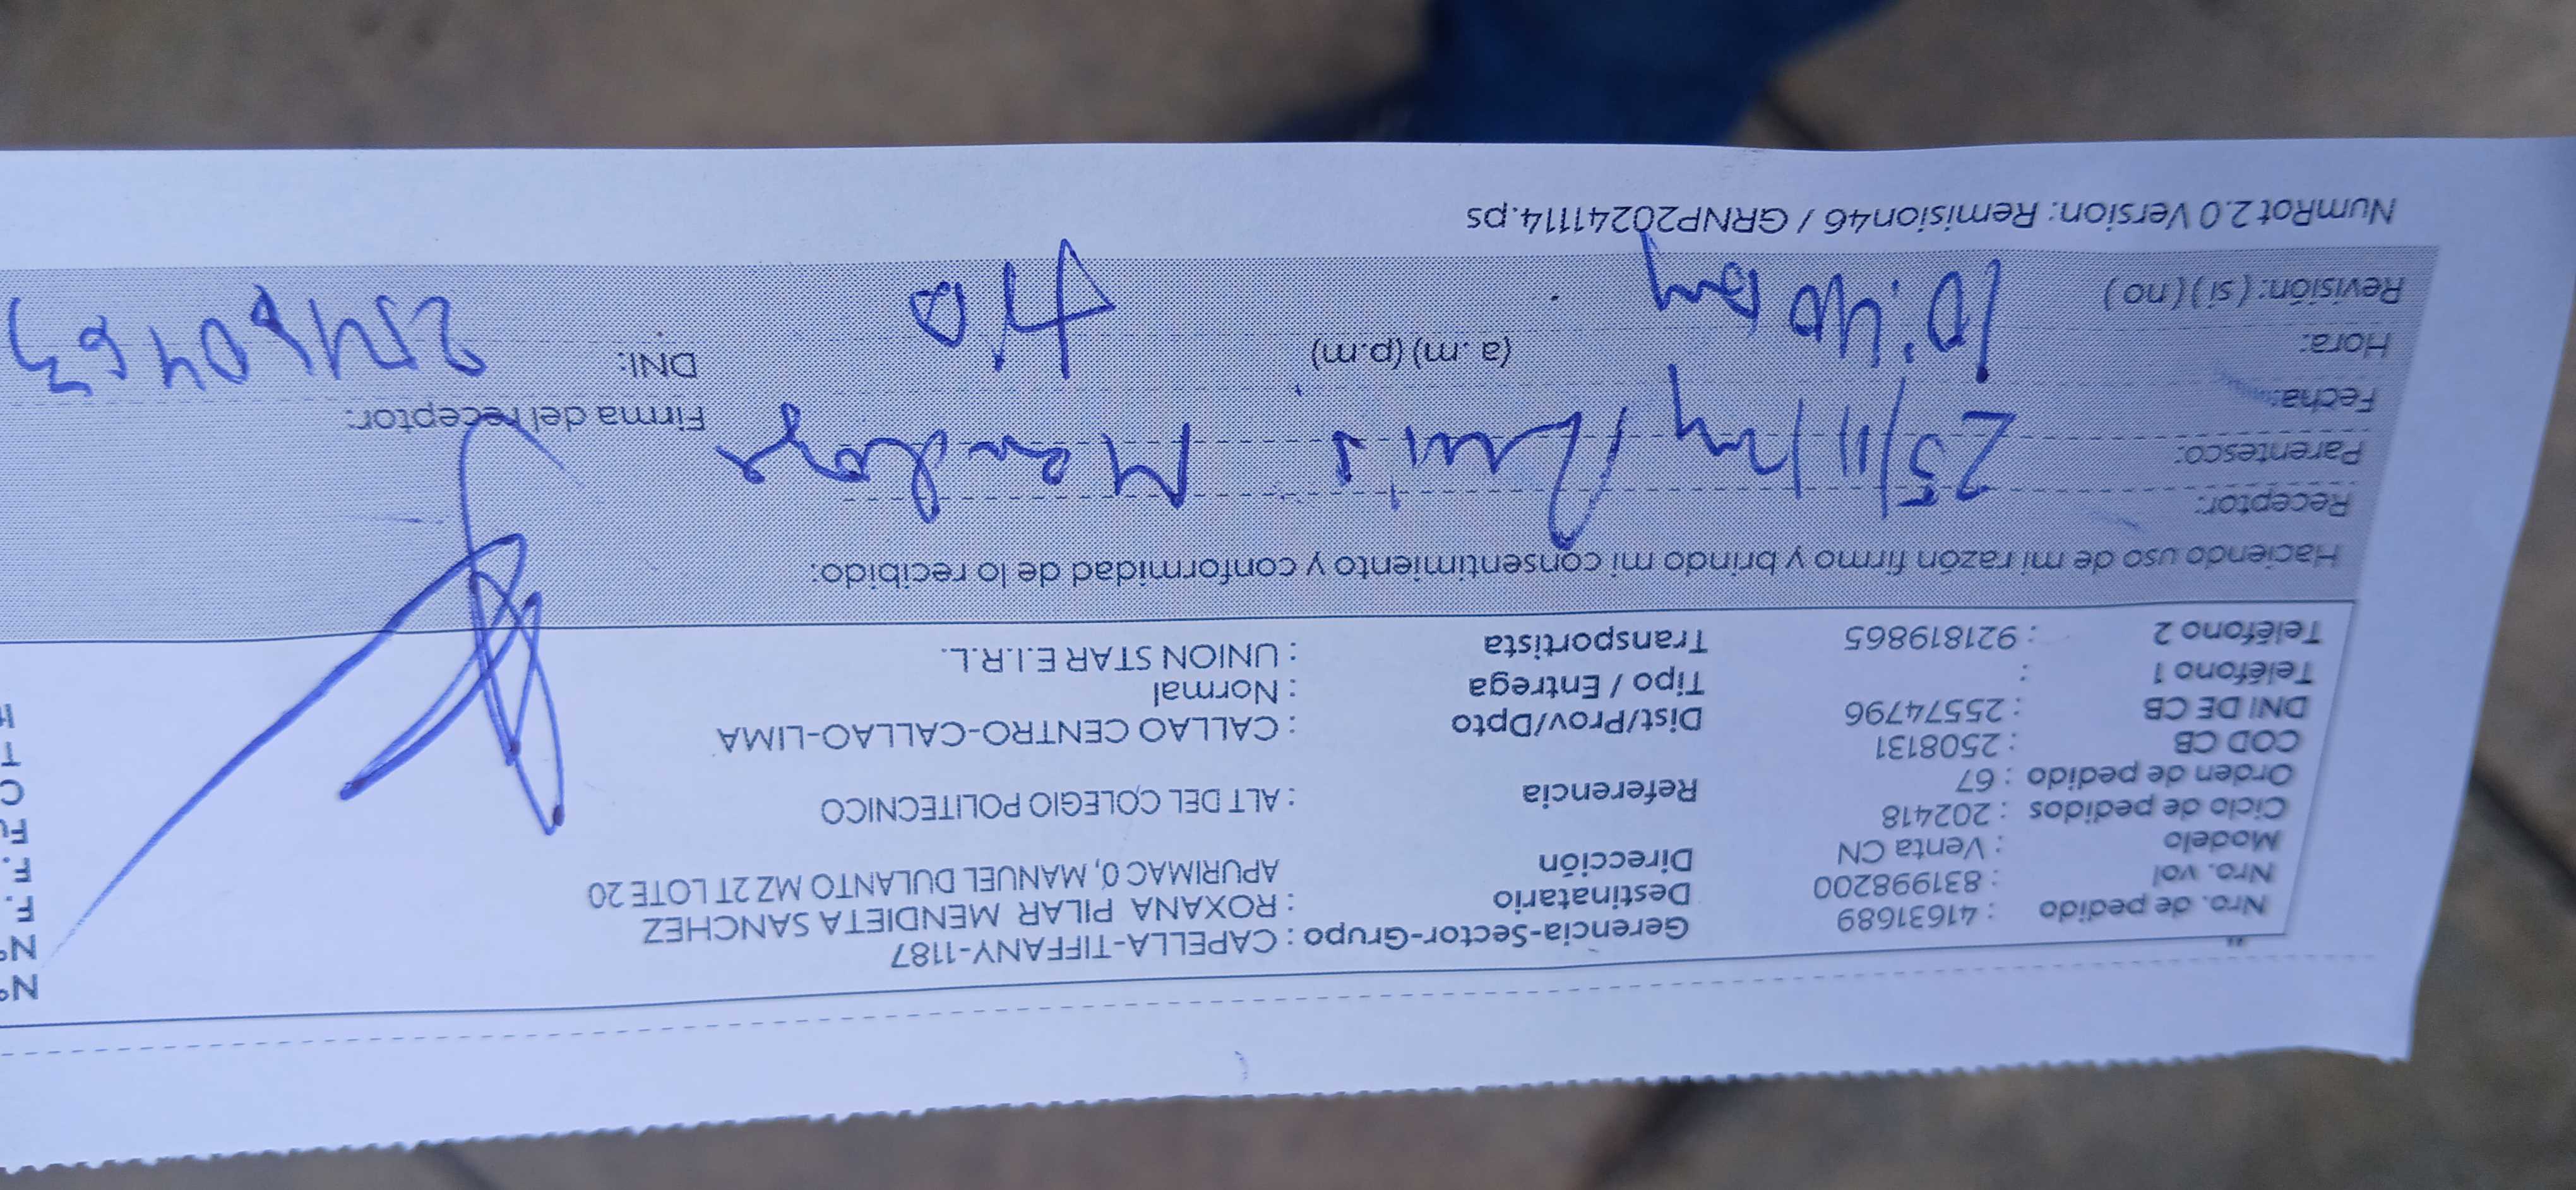 Nro. de pedido : 41631689 Gerencia-Sector-Grupo : CAPELLA-TIFFANY-1187
Nro. vol : 831998200 Destinatario : ROXANA PILAR MENDIETA SANCHEZ
Modelo : Venta CN Dirección APURIMAC 0, MANUEL DULANTO MZ 2T LOTE 20
Ciclo de pedidos : 202418
Orden de pedido : 67 Referencia : ALT DEL COLEGIO POLITECNICO
COD CB : 2508131
DNI DE CB : 25574796 Dist/Prov/Dpto : CALLAO CENTRO-CALLAO-LIMA
Teléfono 1 : Tipo / Entrega : Normal
Teléfono 2 : 921819865 Transportista : UNION STAR E.I.R.L.
Haciendo uso de mi razón firmo y brindo mi consentimiento y conformidad de lo recibido:
Receptor: Luis Mendoza
Parentesco: 25/11/24
Fecha: Firma del receptor:
Hora: 10:40 am (a.m) (p.m) tío DNI:
Revisión: (si) (no)
NumRot 2.0 Version: Remision46 / GRNP20241114.ps